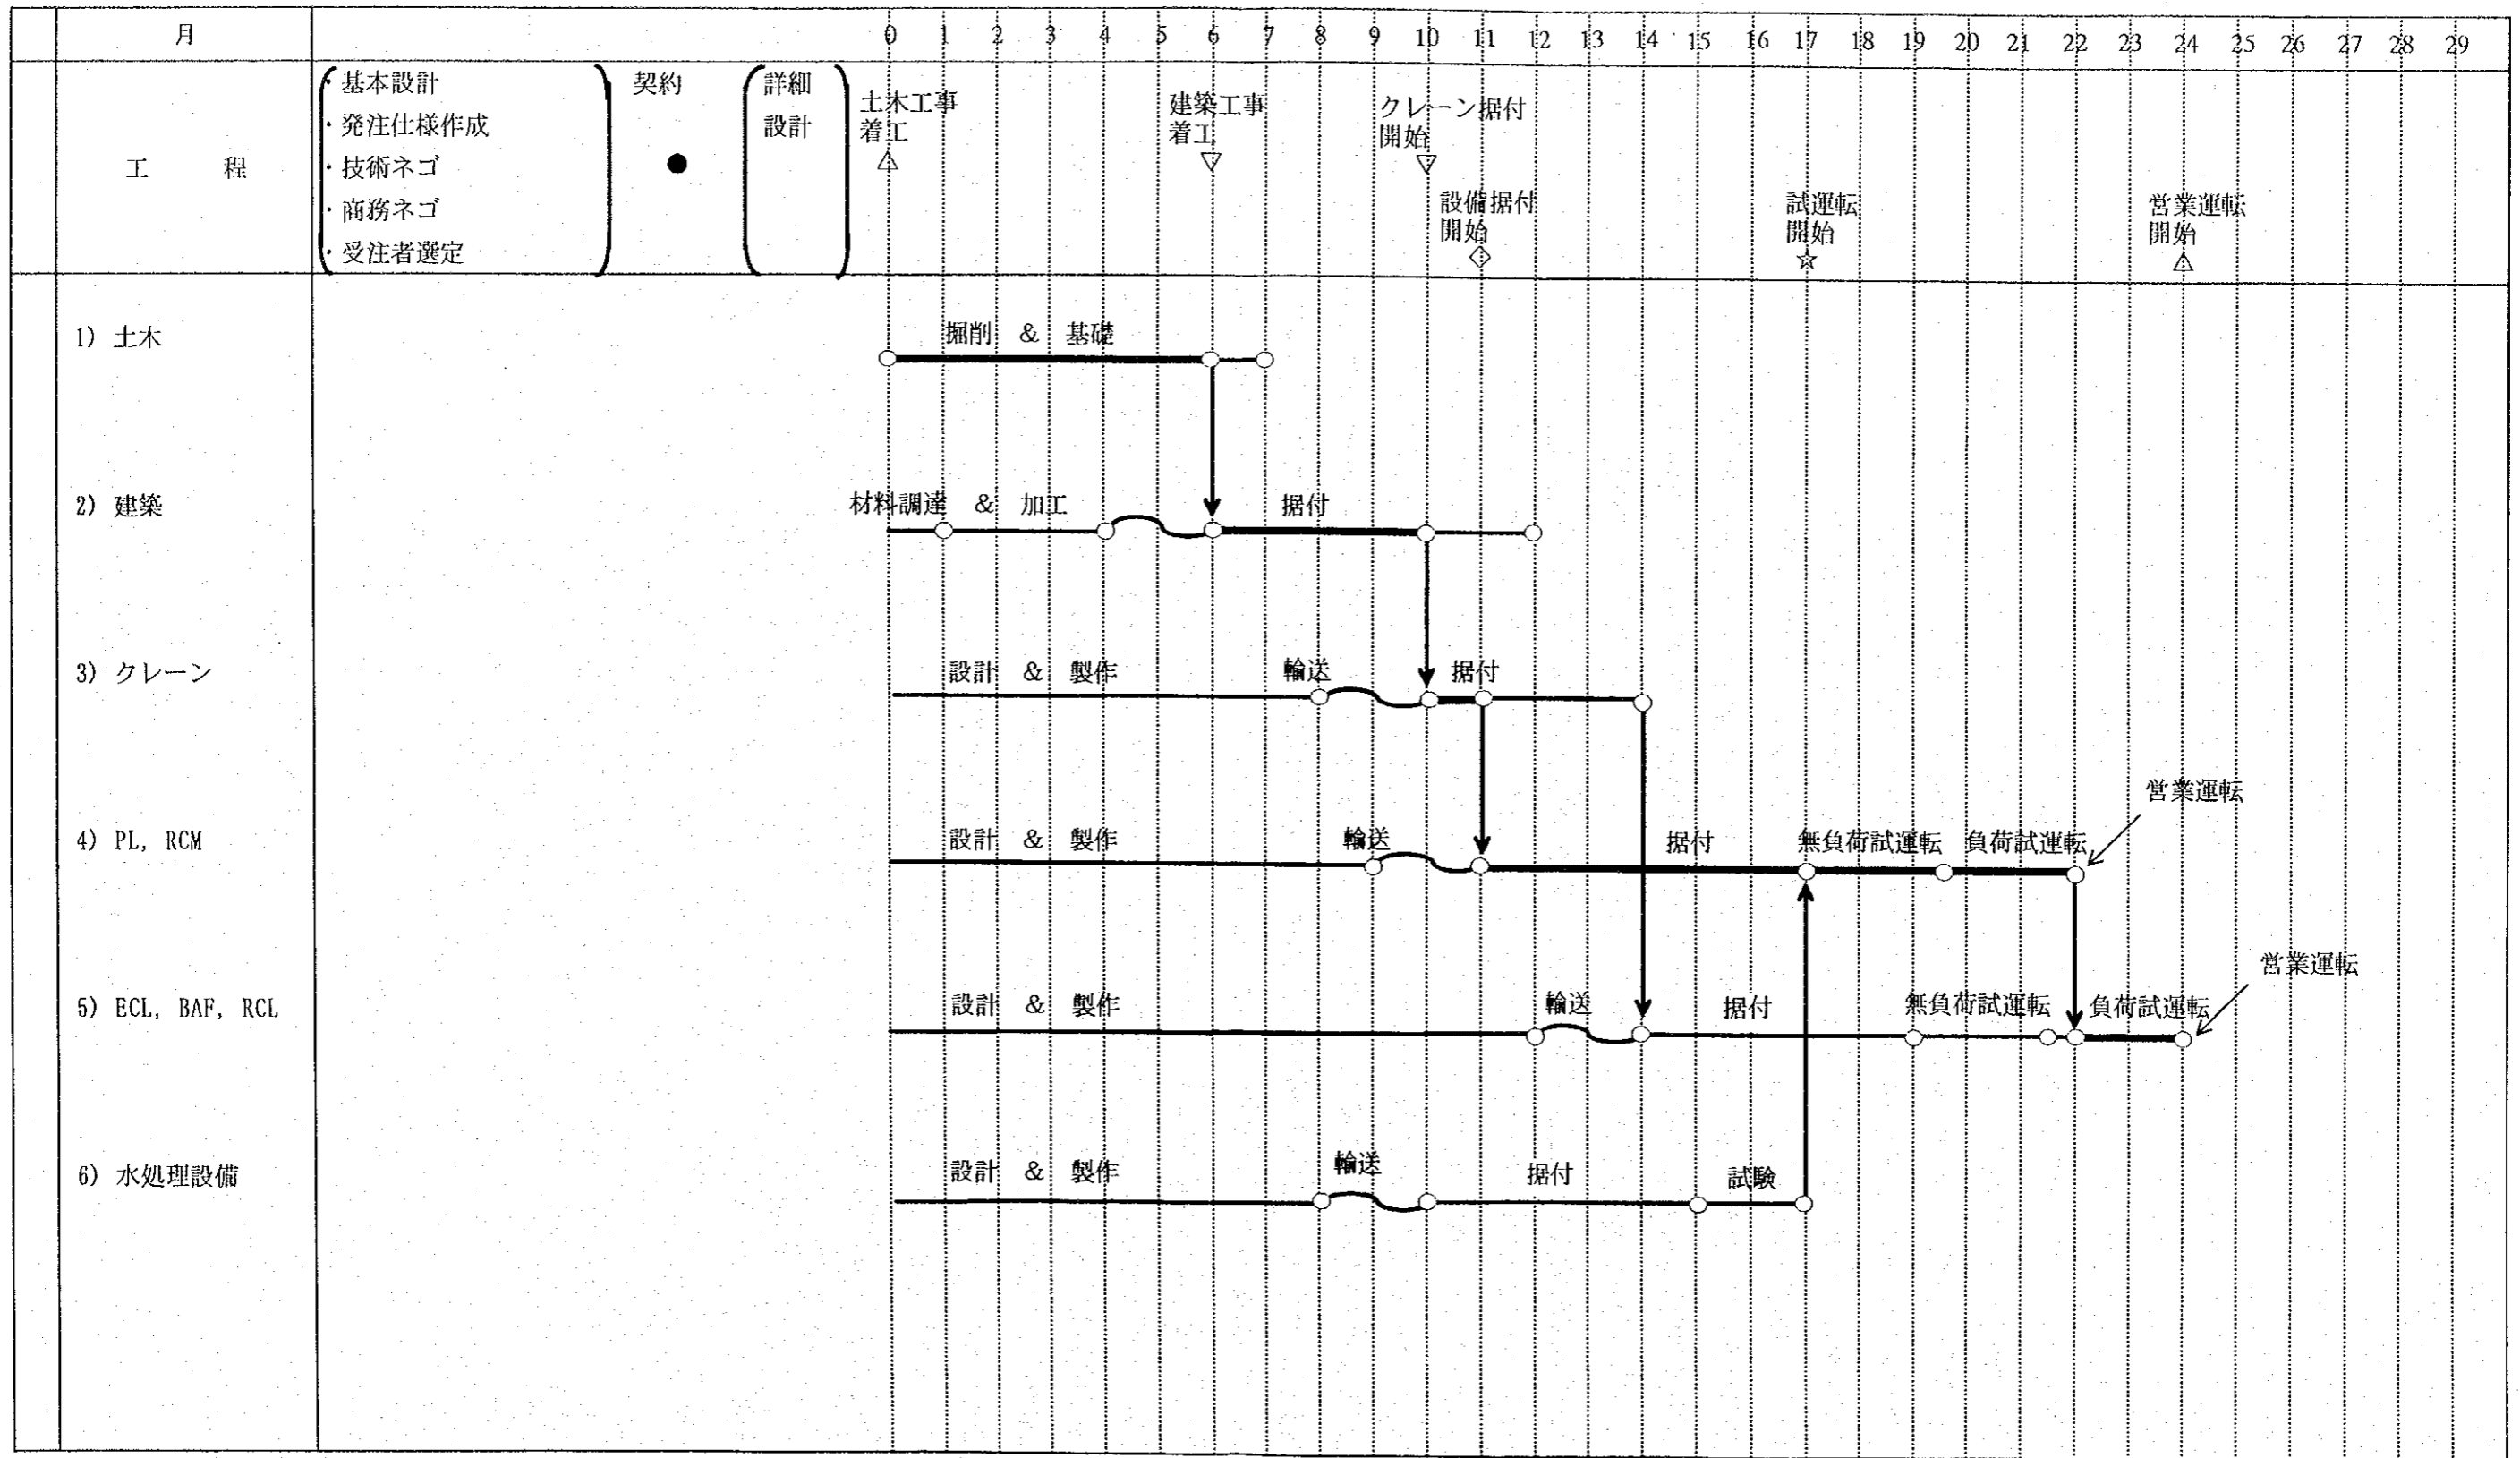 月 0 1 2 3 4 5 6 7 8 9 10 11 12 13 14 15 16 17 18 19 20 21 22 23 24 25 26 27 28 29
工 程
・基本設計
・発注仕様作成
・技術ネゴ
・商務ネゴ
・受注者選定
契約
詳細
設計
土木工事
着工
建築工事
着工
クレーン据付
開始
設備据付
開始
試運転
開始
営業運転
開始
1) 土木
掘削 & 基礎
2) 建築
材料調達 & 加工 据付
3) クレーン
設計 & 製作 輸送 据付
営業運転
4) PL, RCM
設計 & 製作 輸送 据付 無負荷試運転 負荷試運転
営業運転
5) ECL, BAF, RCL
設計 & 製作 輸送 据付 無負荷試運転 負荷試運転
6) 水処理設備
設計 & 製作 輸送 据付 試験